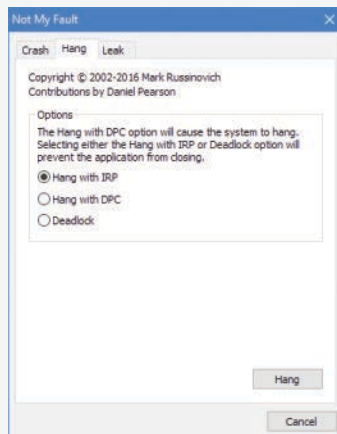 Not My Fault
Crash Hang Leak
Copyright © 2002-2016 Mark Russinovich
Contributions by Daniel Pearson
Options
The Hang with DPC option will cause the system to hang.
Selecting either the Hang with IRP or Deadlock option will
prevent the application from closing.
Hang with IRP
Hang with DPC
Deadlock
Hang
Cancel